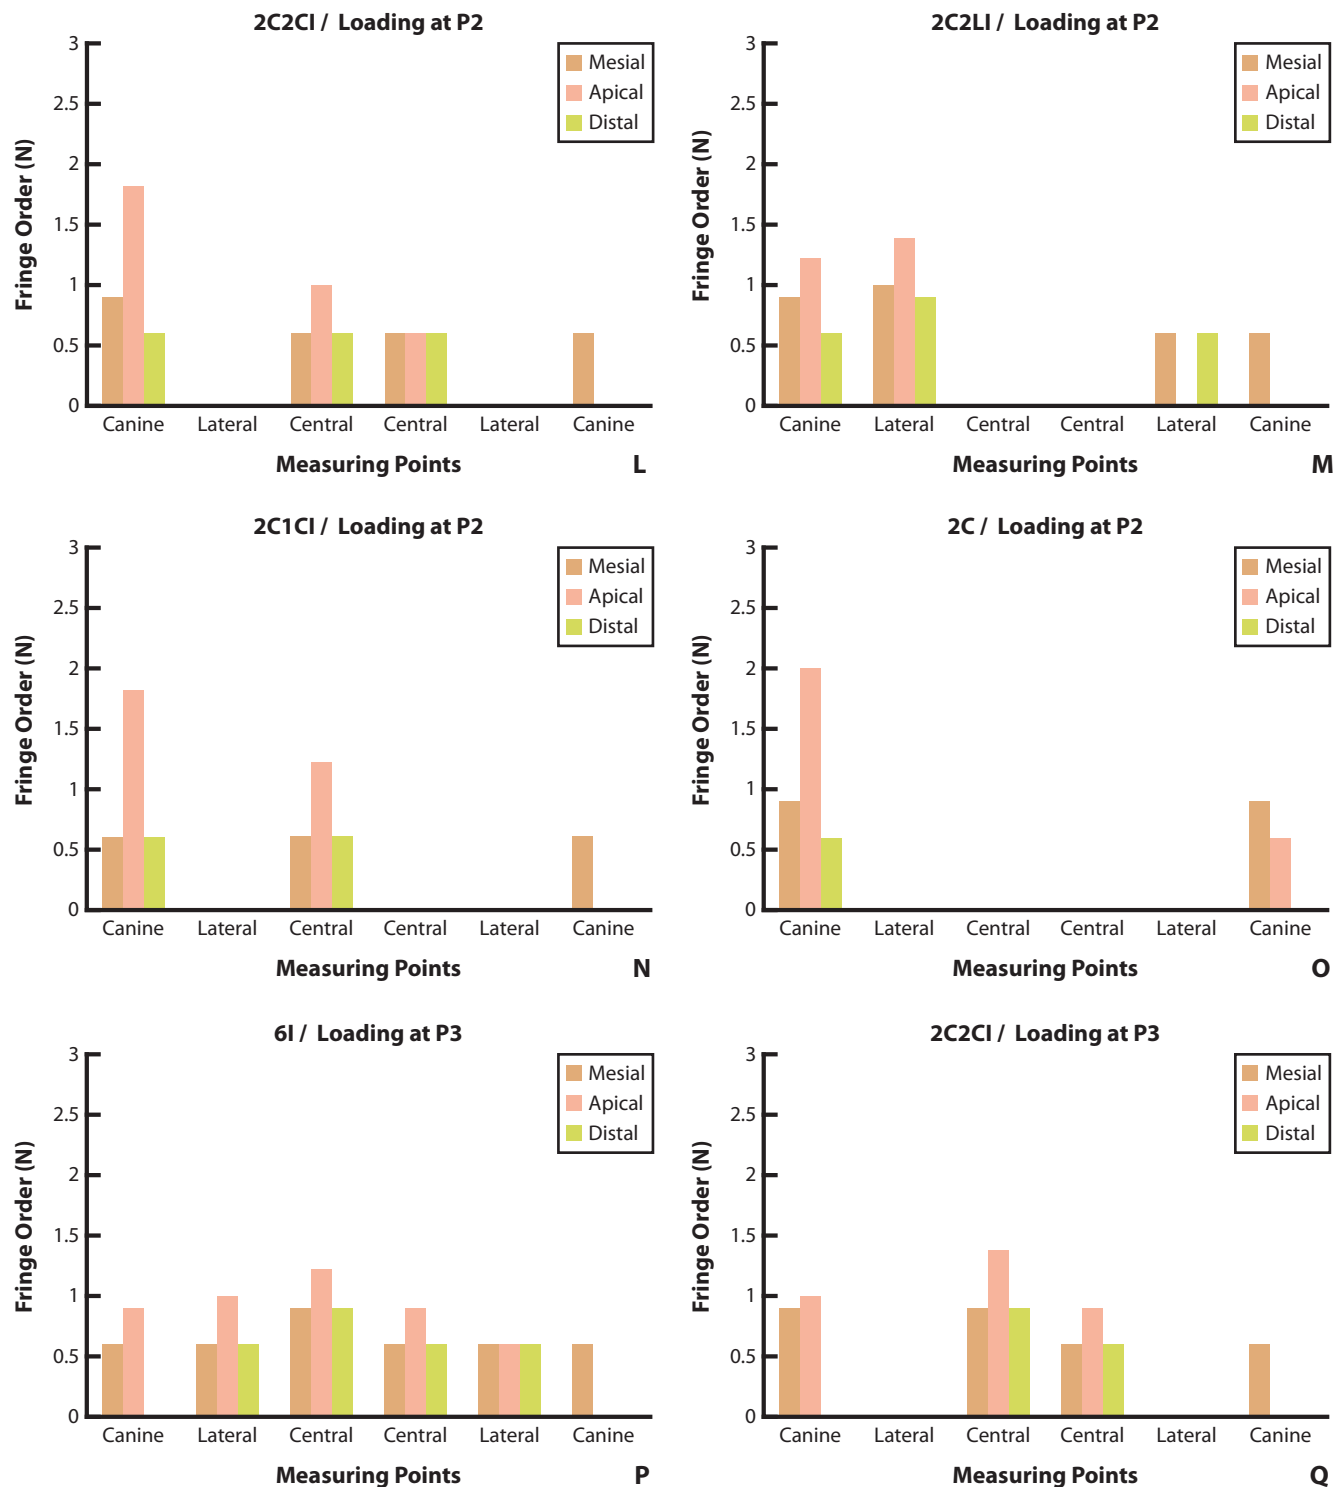 2C2CI / Loading at P2
3
2.5
2
1.5
1
0.5
0
Fringe Order (N)
Mesial
Apical
Distal
Canine Lateral Central Central Lateral Canine
Measuring Points
L
2C2LI / Loading at P2
3
2.5
2
1.5
1
0.5
0
Fringe Order (N)
Mesial
Apical
Distal
Canine Lateral Central Central Lateral Canine
Measuring Points
M
2C1CI / Loading at P2
3
2.5
2
1.5
1
0.5
0
Fringe Order (N)
Mesial
Apical
Distal
Canine Lateral Central Central Lateral Canine
Measuring Points
N
2C / Loading at P2
3
2.5
2
1.5
1
0.5
0
Fringe Order (N)
Mesial
Apical
Distal
Canine Lateral Central Central Lateral Canine
Measuring Points
O
6I / Loading at P3
3
2.5
2
1.5
1
0.5
0
Fringe Order (N)
Mesial
Apical
Distal
Canine Lateral Central Central Lateral Canine
Measuring Points
P
2C2CI / Loading at P3
3
2.5
2
1.5
1
0.5
0
Fringe Order (N)
Mesial
Apical
Distal
Canine Lateral Central Central Lateral Canine
Measuring Points
Q